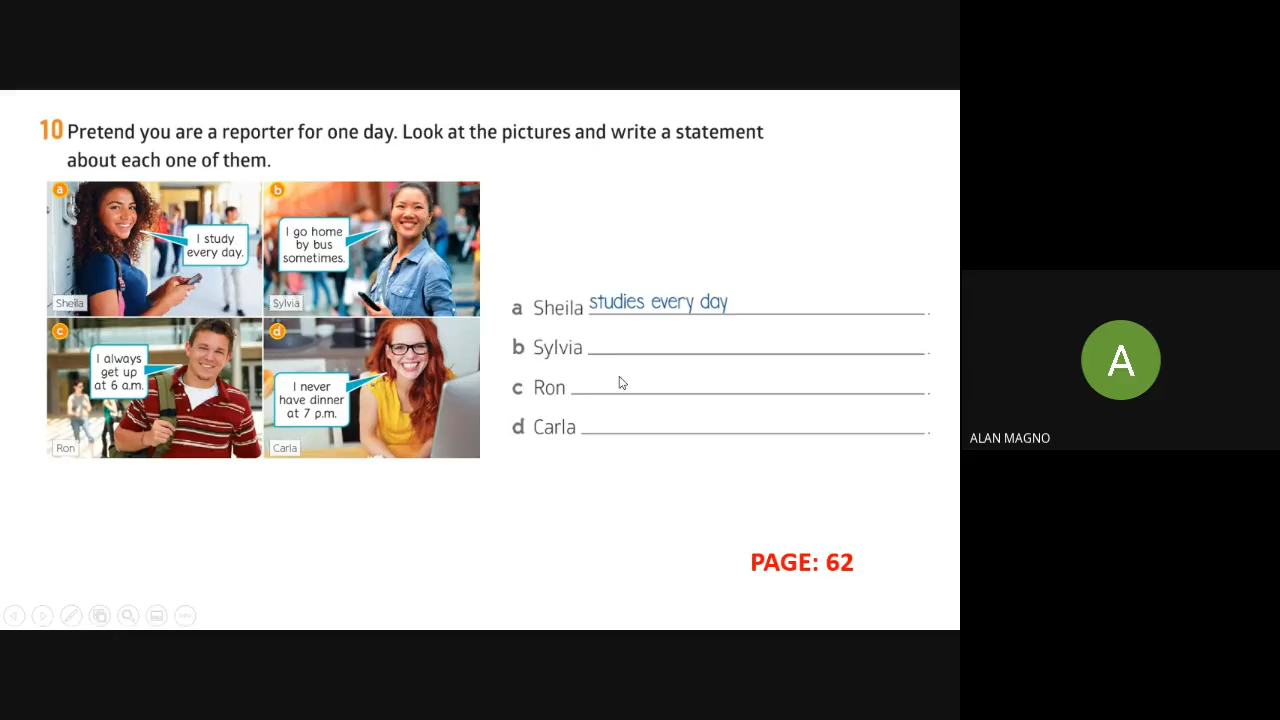 10 Pretend you are a reporter for one day. Look at the pictures and write a statement
about each one of them.
a
I study
every day.
Sheila
b
I go home
by bus
sometimes.
Sylvia
c
I always
get up
at 6 a.m.
Ron
d
I never
have dinner
at 7 p.m.
Carla
a Sheila studies every day .
b Sylvia .
c Ron .
d Carla .
PAGE: 62
A
ALAN MAGNO